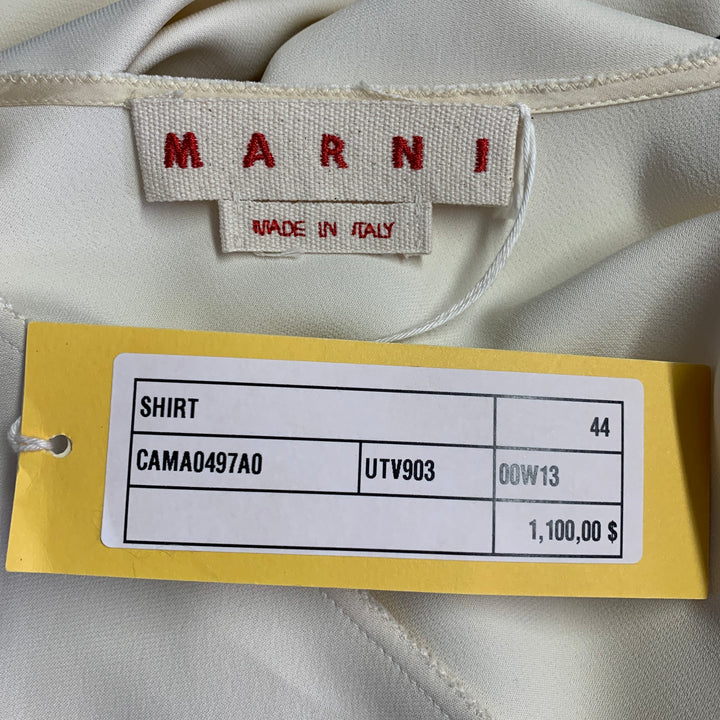 MARNI
MADE IN ITALY
SHIRT 44
CAMA0497A0 UTV903 00W13
1,100,00 $